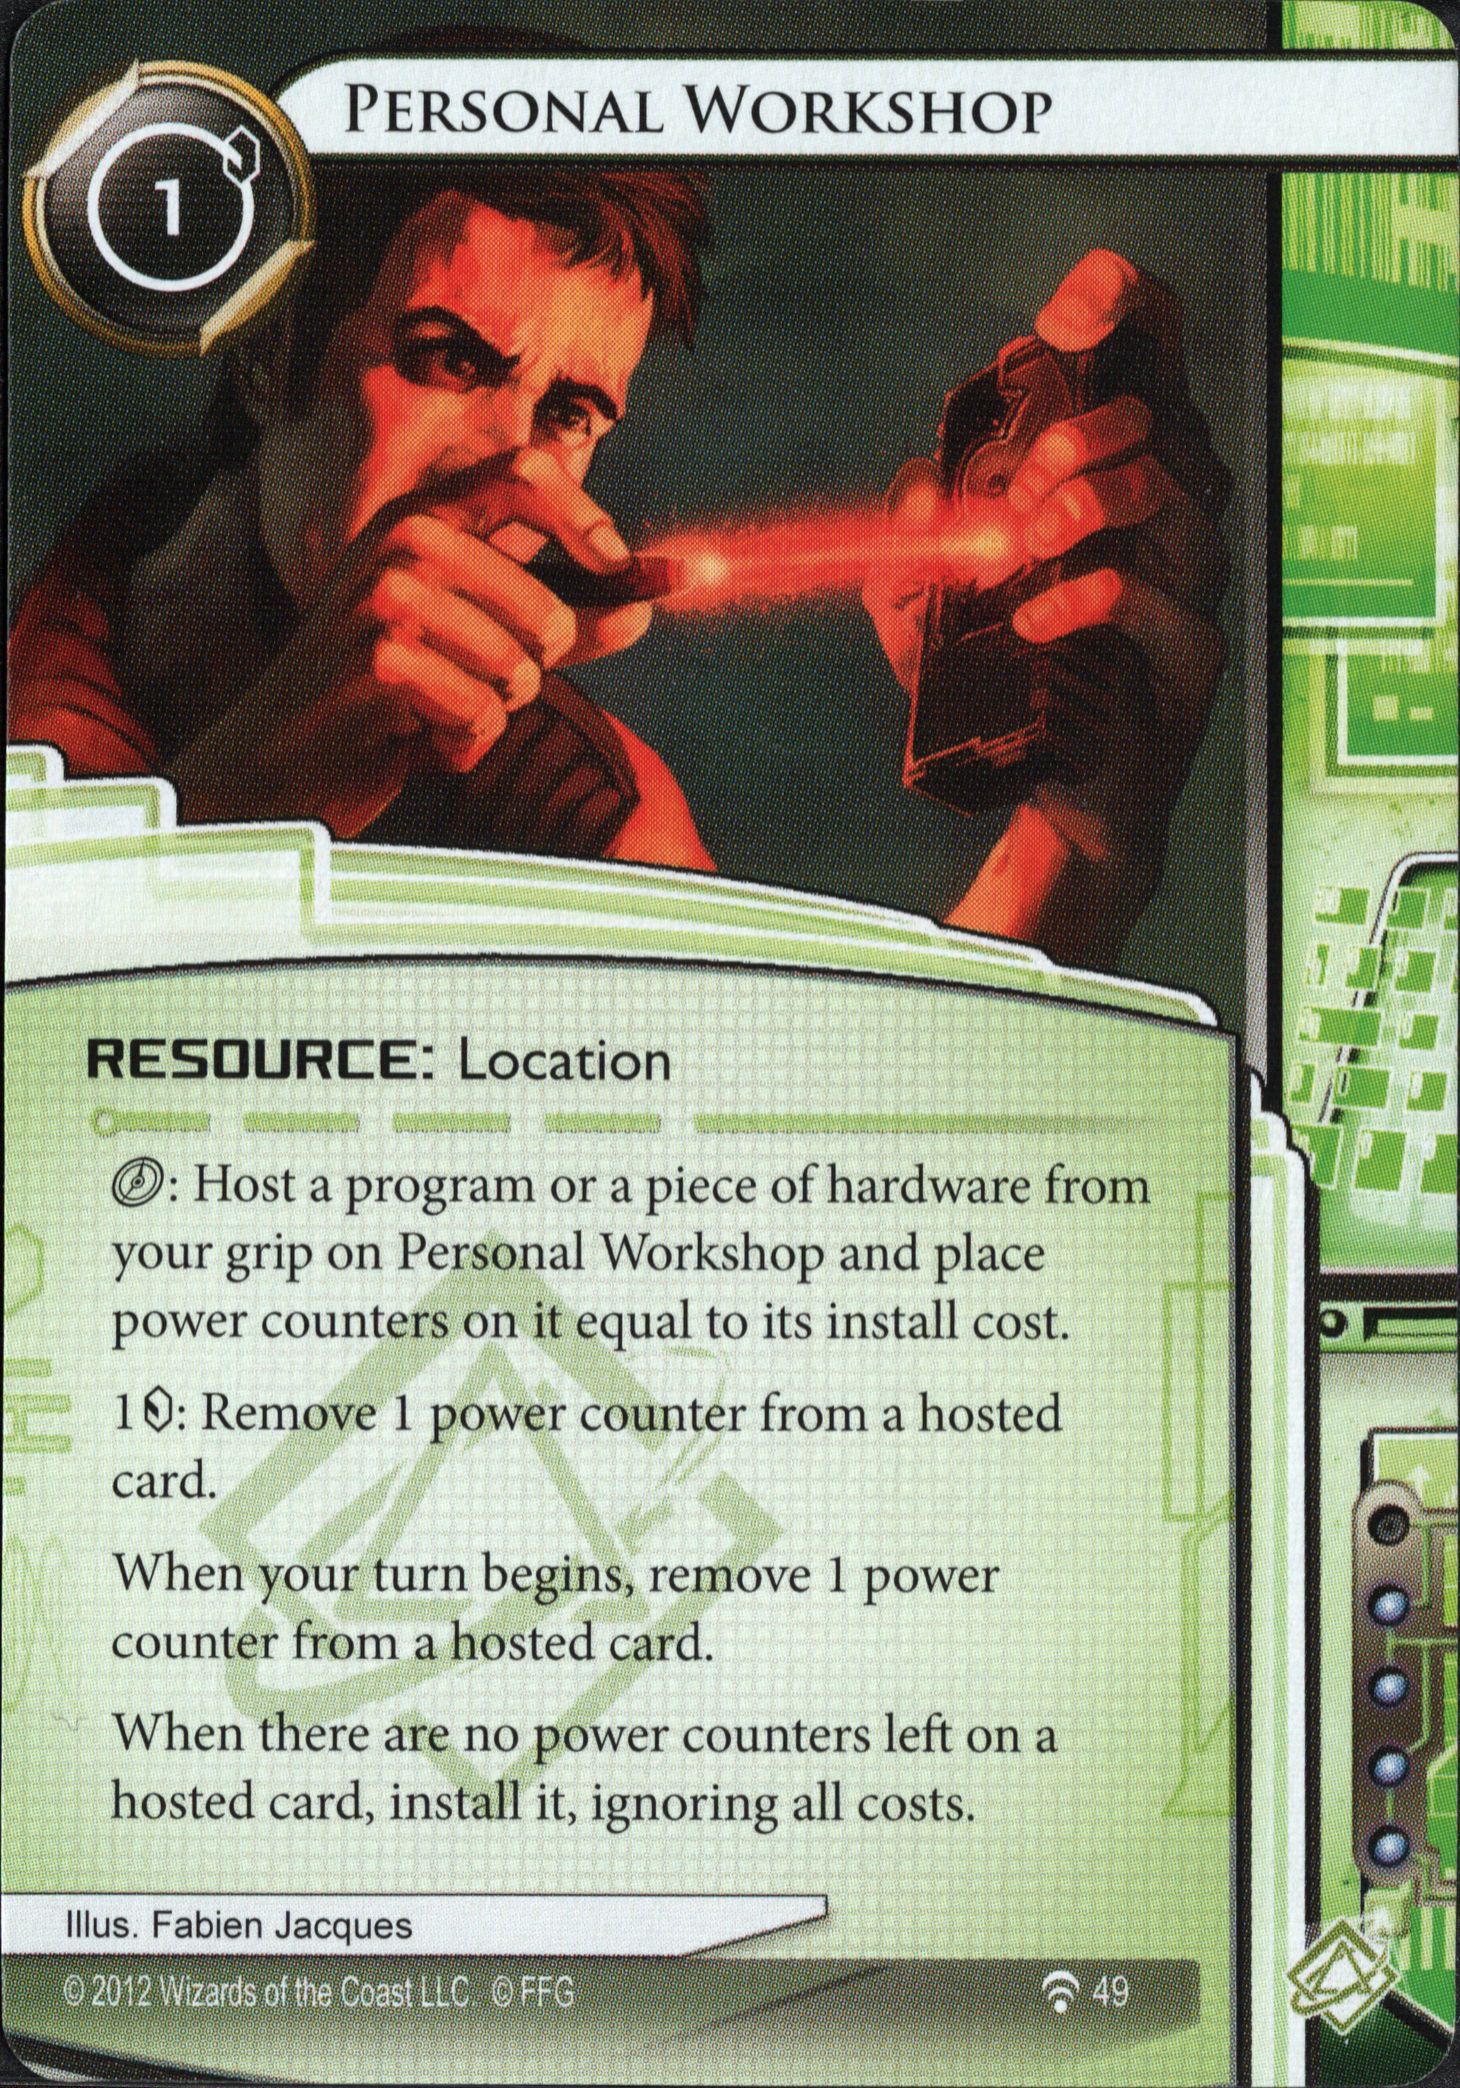 Personal Workshop
1
RESOURCE: Location
: Host a program or a piece of hardware from
your grip on Personal Workshop and place
power counters on it equal to its install cost.
1: Remove 1 power counter from a hosted
card.
When your turn begins, remove 1 power
counter from a hosted card.
When there are no power counters left on a
hosted card, install it, ignoring all costs.
Illus. Fabien Jacques
© 2012 Wizards of the Coast LLC. © FFG
49